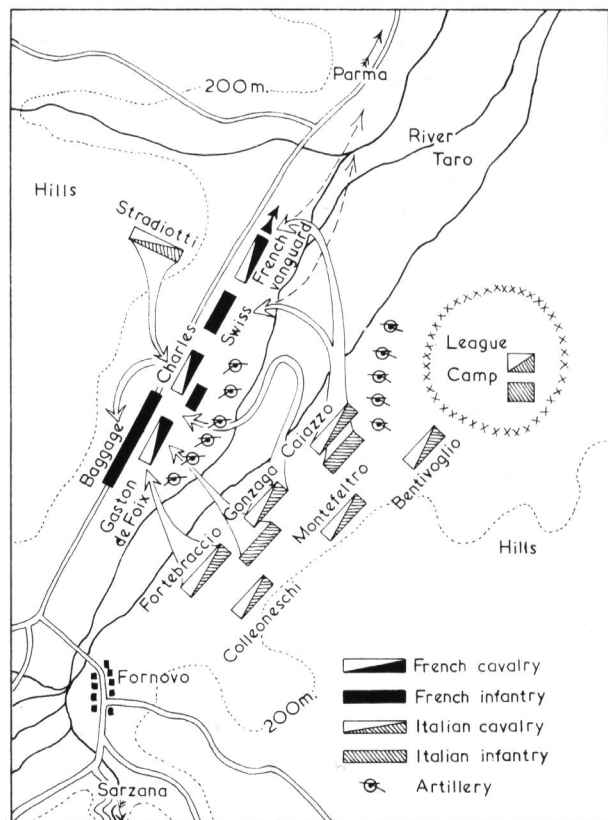 Parma
200m.
River
Taro
Hills
Stradiotti
French
vanguard
Swiss
Charles
League
Camp
Baggage
Gaston
de Foix
Caiazzo
Gonzaga
Montefeltro
Bentivoglio
Fortebraccio
Colleoneschi
Hills
Fornovo
200m.
Sarzana
French cavalry
French infantry
Italian cavalry
Italian infantry
Artillery